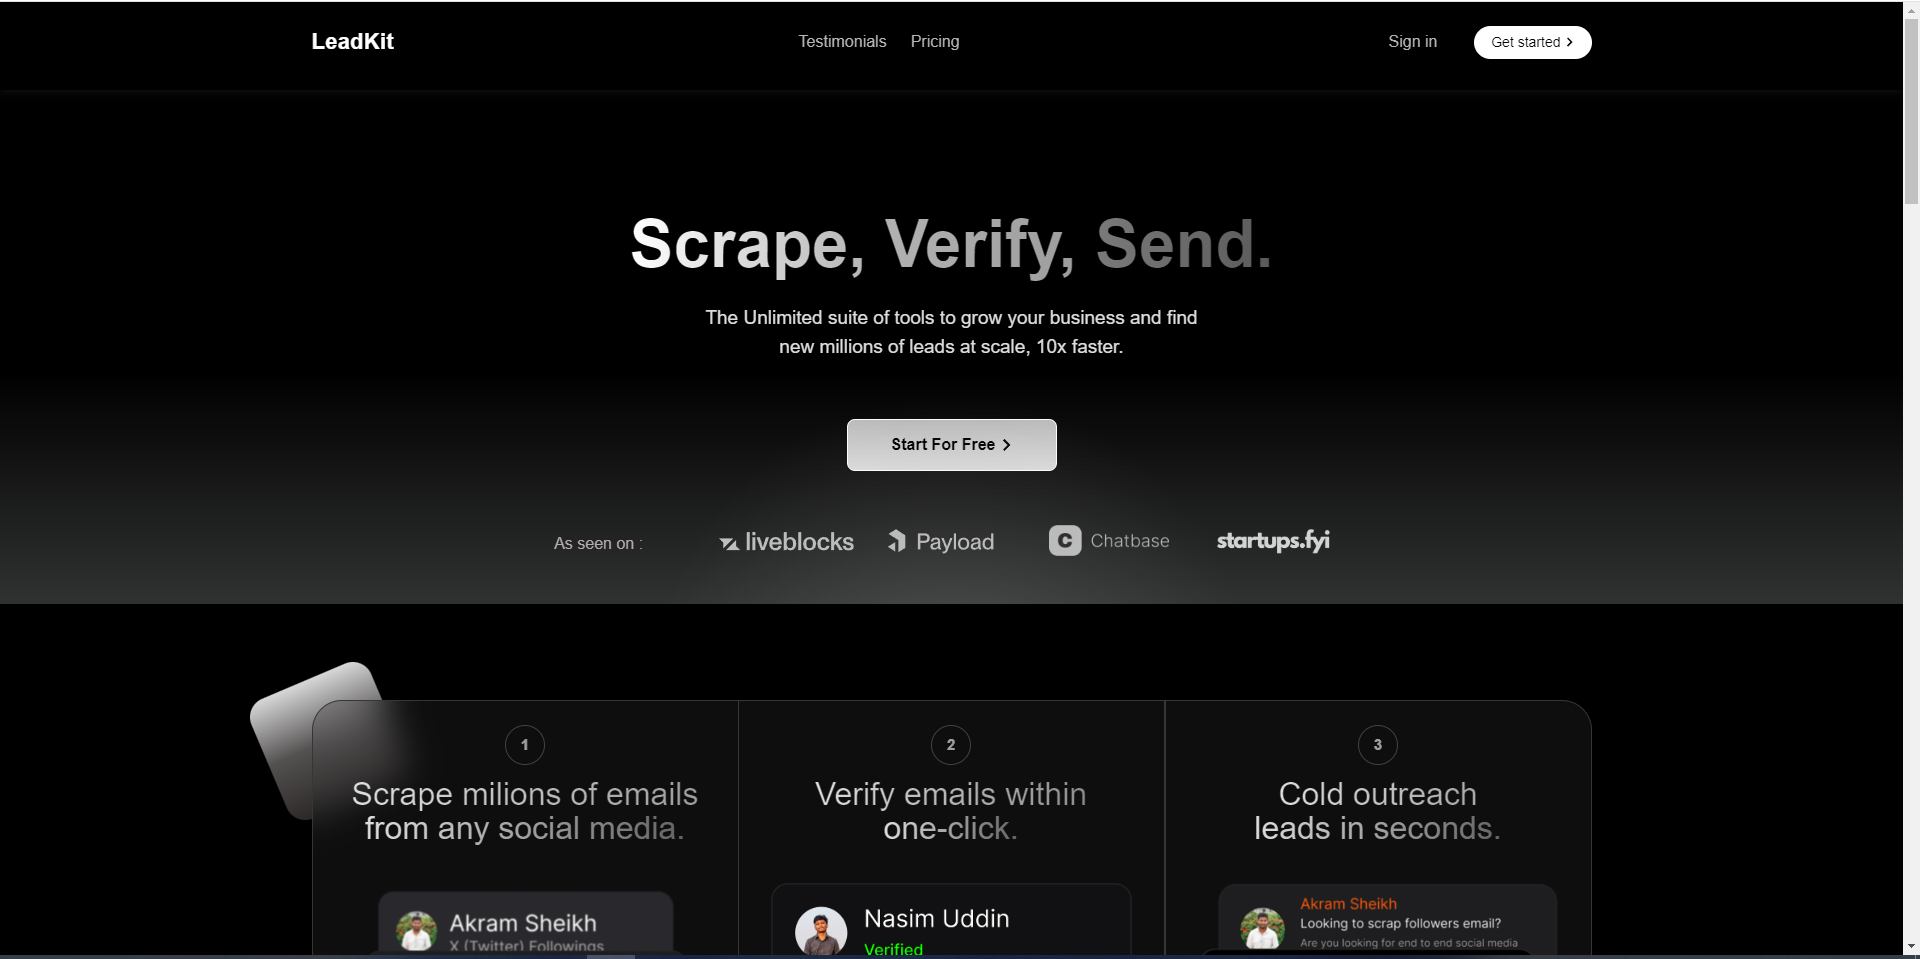 LeadKit
Testimonials Pricing
Sign in
Get started
Scrape, Verify, Send.
The Unlimited suite of tools to grow your business and find
new millions of leads at scale, 10x faster.
Start For Free
As seen on :
liveblocks
Payload
C Chatbase
startups.fyi
1
Scrape milions of emails
from any social media.
Akram Sheikh
X (Twitter) Followings
2
Verify emails within
one-click.
Nasim Uddin
Verified
3
Cold outreach
leads in seconds.
Akram Sheikh
Looking to scrap followers email?
Are you looking for end to end social media